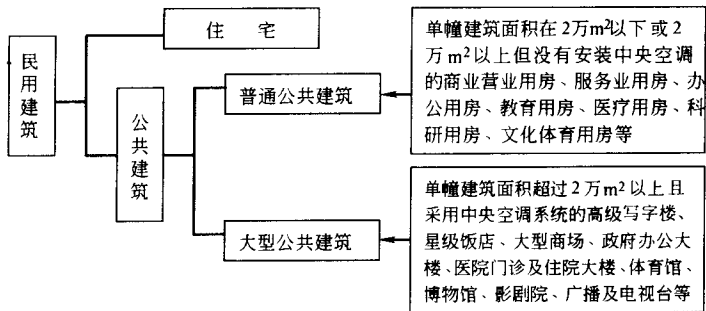 民用建筑
住宅
公共建筑
普通公共建筑
单幢建筑面积在2万m²以下或2
万m²以上但没有安装中央空调
的商业营业用房、服务业用房、办
公用房、教育用房、医疗用房、科
研用房、文化体育用房等
大型公共建筑
单幢建筑面积超过2万m²以上且
采用中央空调系统的高级写字楼、
星级饭店、大型商场、政府办公大
楼、医院门诊及住院大楼、体育馆、
博物馆、影剧院、广播及电视台等